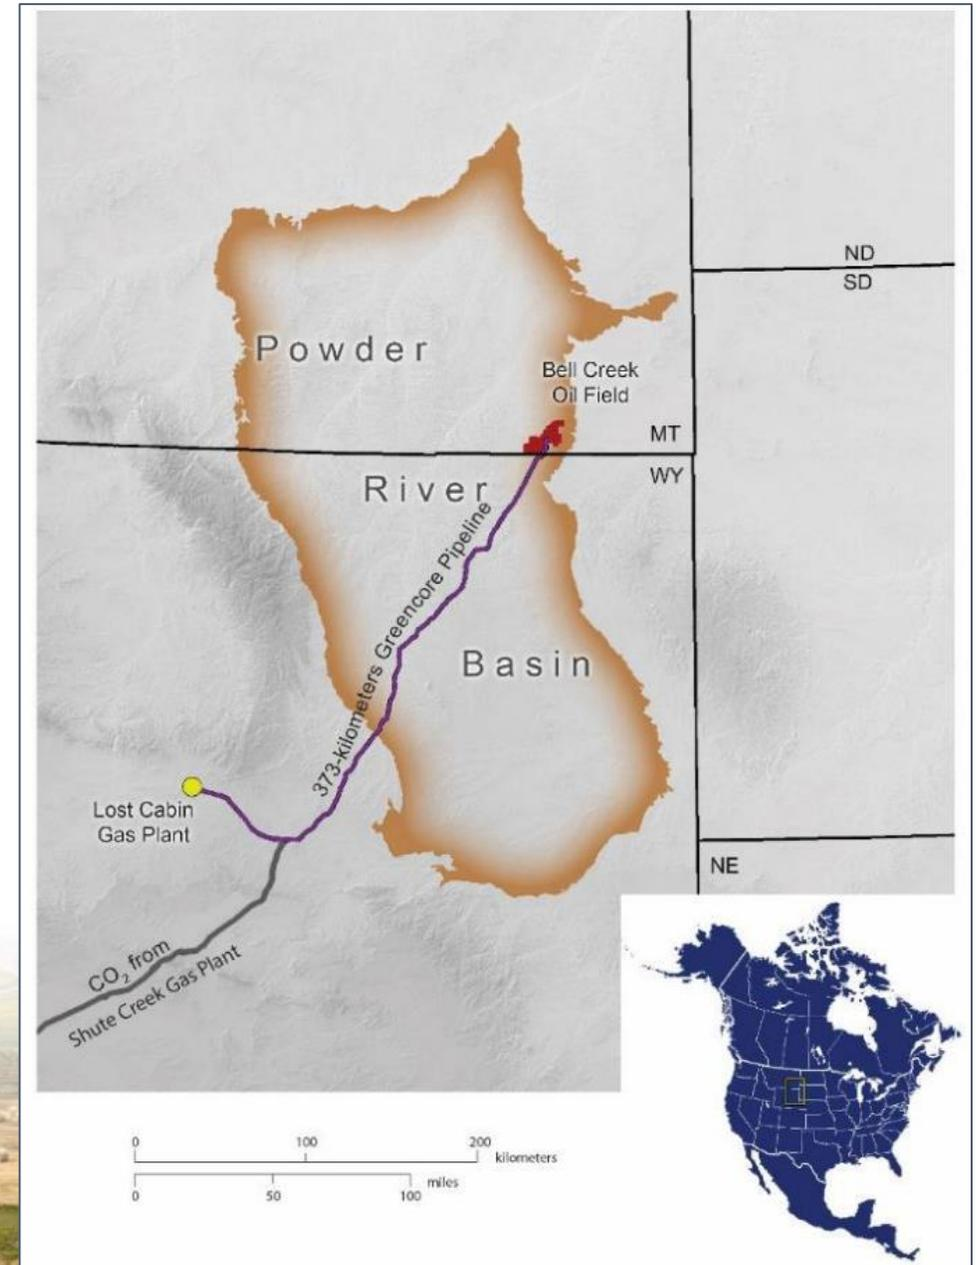 ND
SD
Powder
Bell Creek
Oil Field
MT
WY
River
373-kilometers Greencore Pipeline
Basin
Lost Cabin
Gas Plant
NE
CO₂ from
Shute Creek Gas Plant
0 100 200
kilometers
miles
0 50 100